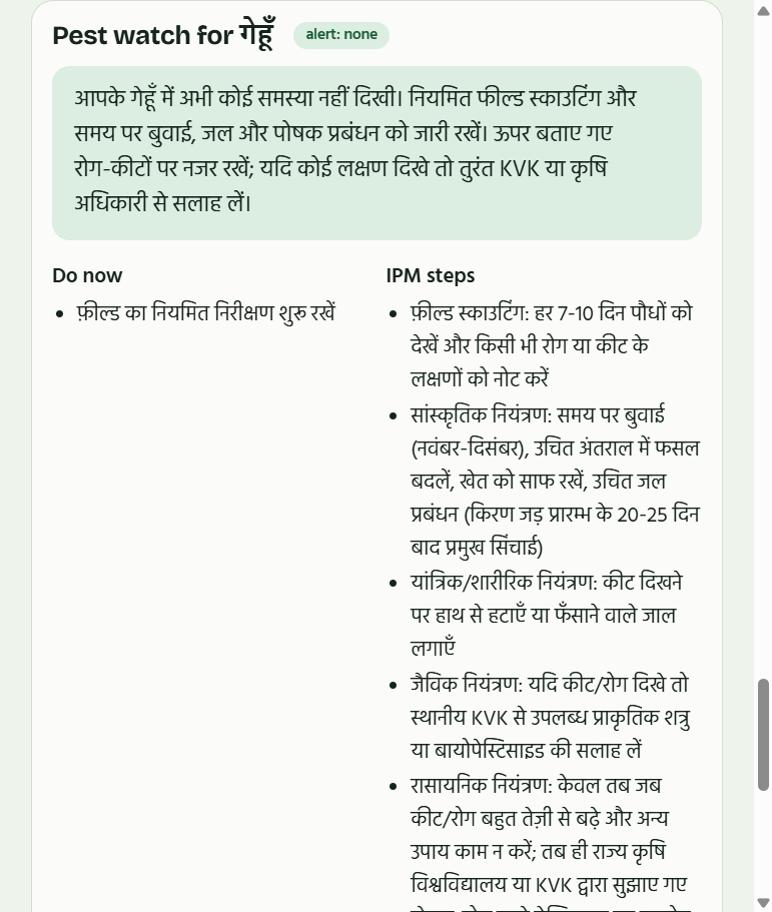 Pest watch for गेहूँ
alert: none
आपके गेहूँ में अभी कोई समस्या नहीं दिखी। नियमित फील्ड स्काउटिंग और
समय पर बुवाई, जल और पोषक प्रबंधन को जारी रखें। ऊपर बताए गए
रोग-कीटों पर नजर रखें; यदि कोई लक्षण दिखे तो तुरंत KVK या कृषि
अधिकारी से सलाह लें।
Do now
फ़ील्ड का नियमित निरीक्षण शुरू रखें
IPM steps
फ़ील्ड स्काउटिंग: हर 7-10 दिन पौधों को
देखें और किसी भी रोग या कीट के
लक्षणों को नोट करें
सांस्कृतिक नियंत्रण: समय पर बुवाई
(नवंबर-दिसंबर), उचित अंतराल में फसल
बदलें, खेत को साफ रखें, उचित जल
प्रबंधन (किरण जड़ प्रारम्भ के 20-25 दिन
बाद प्रमुख सिंचाई)
यांत्रिक/शारीरिक नियंत्रण: कीट दिखने
पर हाथ से हटाएँ या फँसाने वाले जाल
लगाएँ
जैविक नियंत्रण: यदि कीट/रोग दिखे तो
स्थानीय KVK से उपलब्ध प्राकृतिक शत्रु
या बायोपेस्टिसाइड की सलाह लें
रासायनिक नियंत्रण: केवल तब जब
कीट/रोग बहुत तेज़ी से बढ़े और अन्य
उपाय काम न करें; तब ही राज्य कृषि
विश्वविद्यालय या KVK द्वारा सुझाए गए